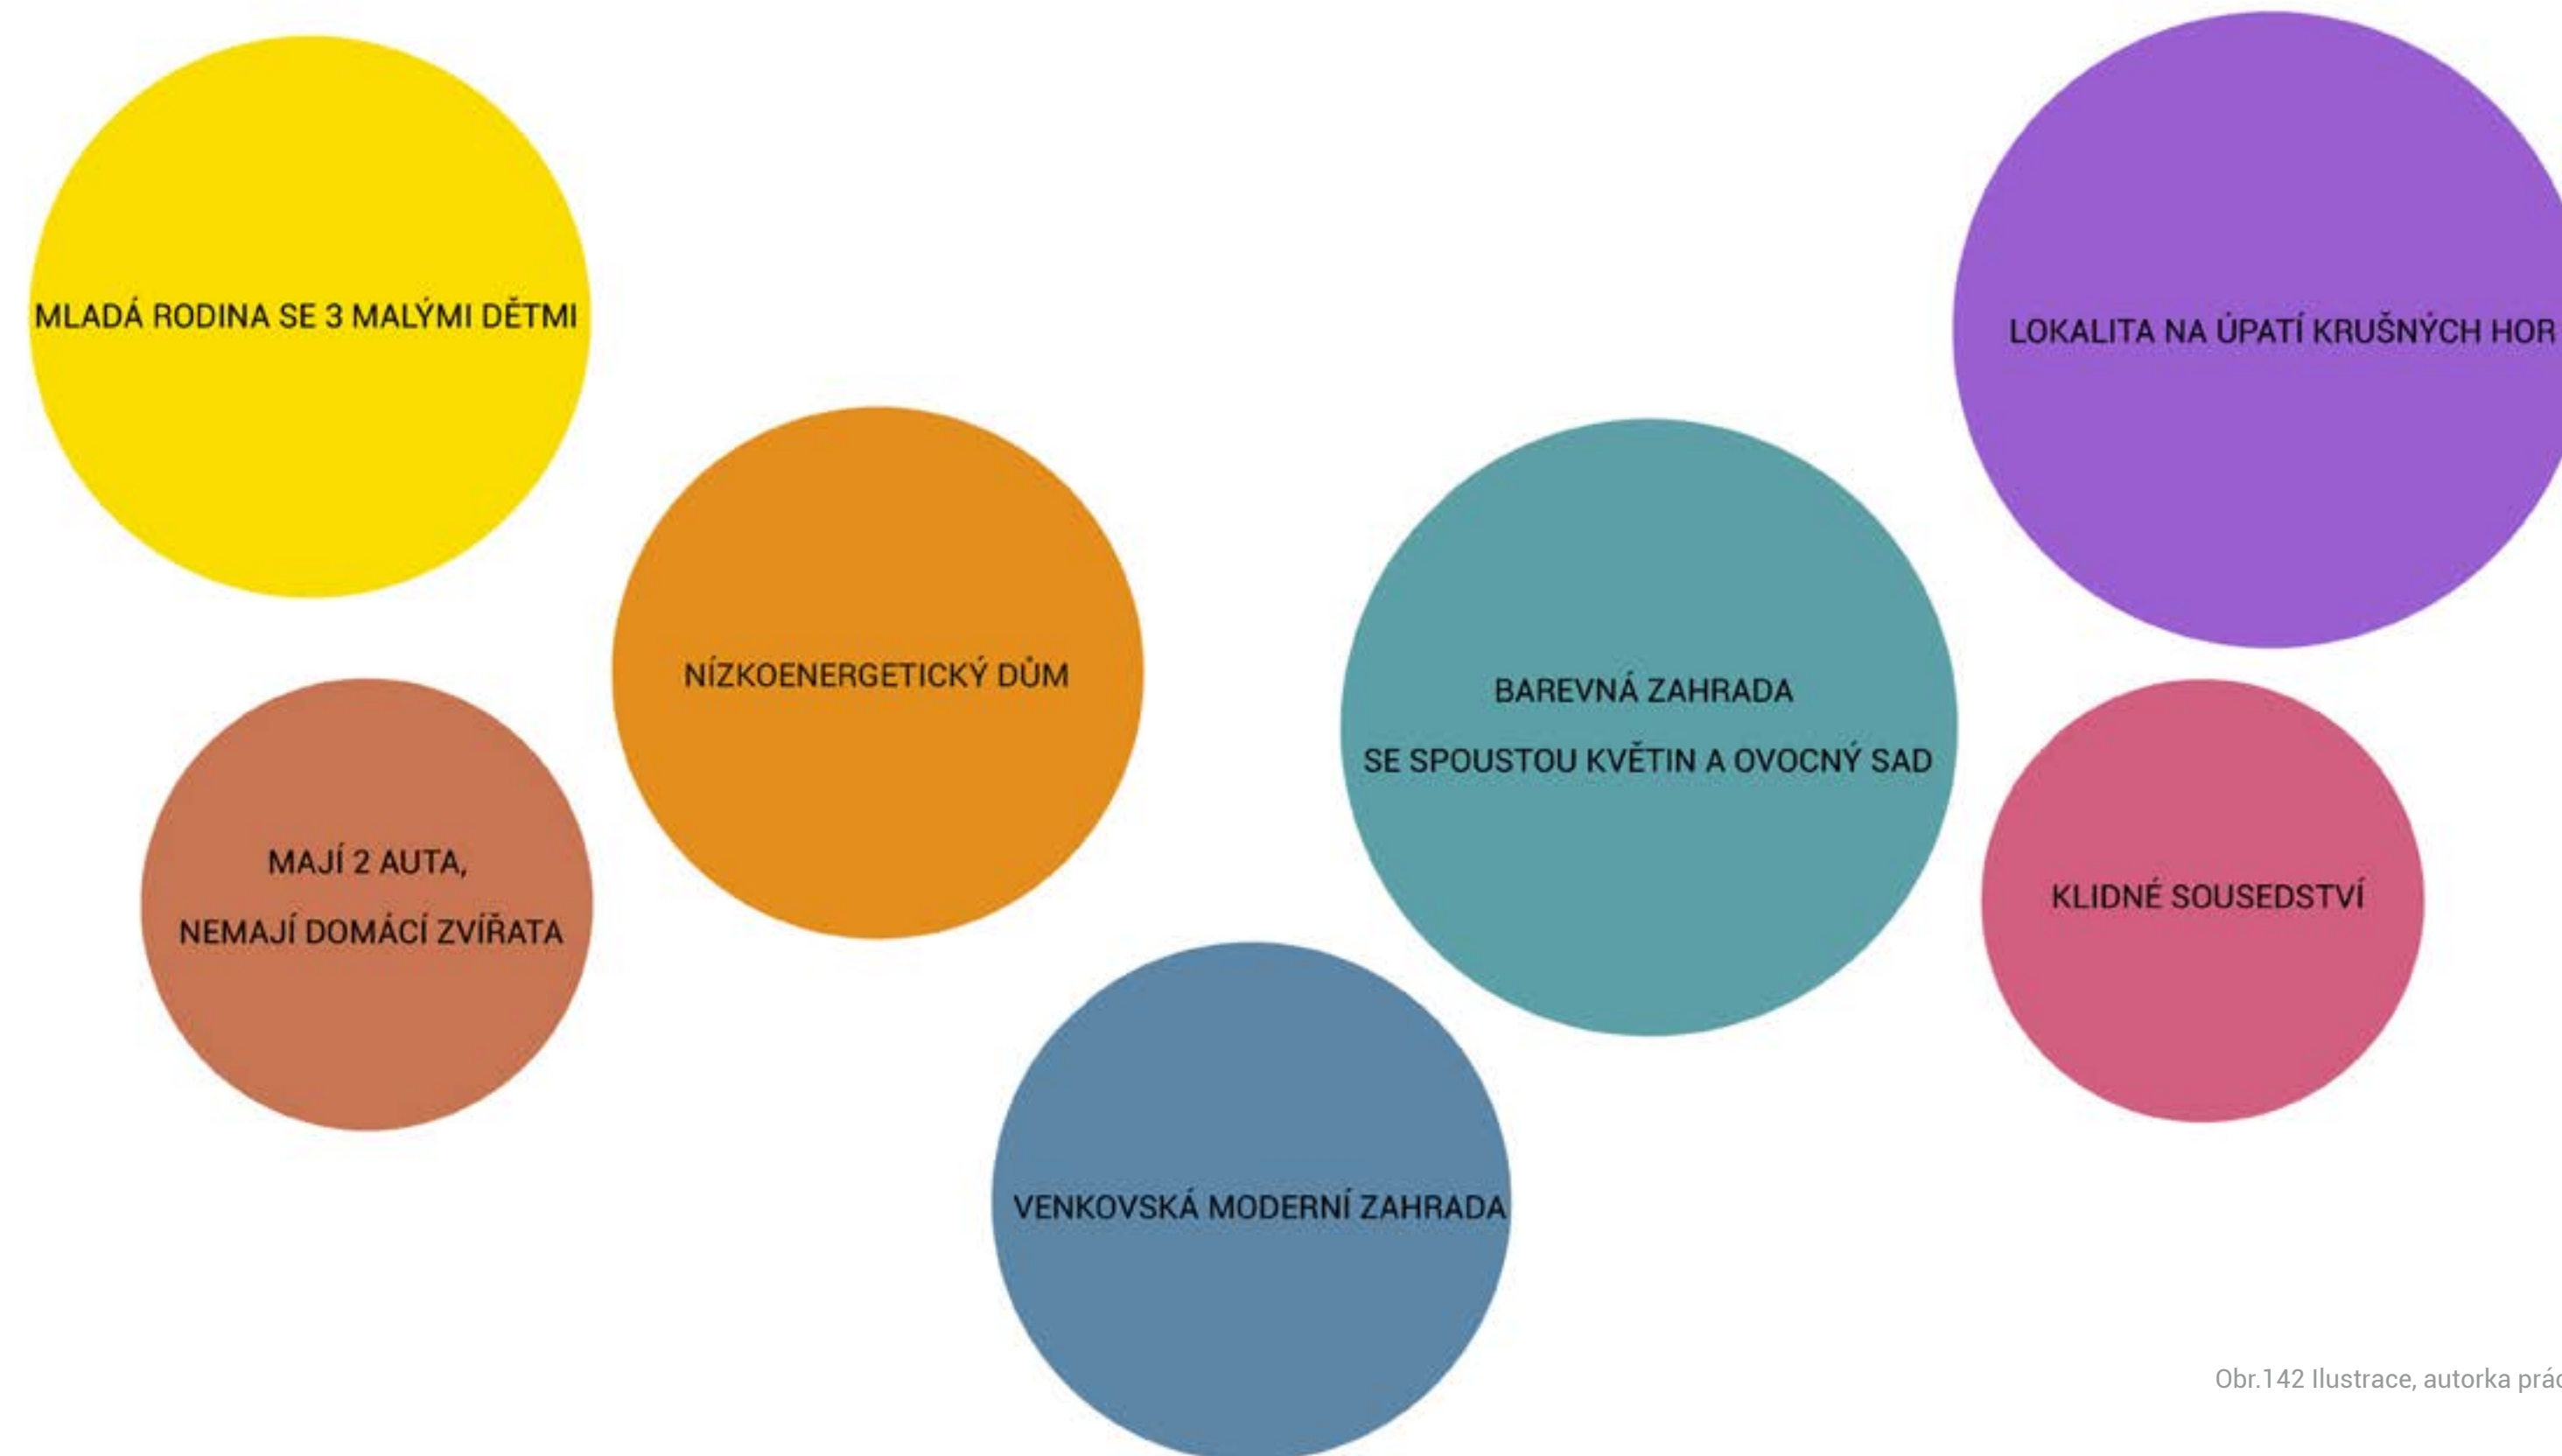 MLADÁ RODINA SE 3 MALÝMI DĚTMI
LOKALITA NA ÚPATÍ KRUŠNÝCH HOR
NÍZKOENERGETICKÝ DŮM
BAREVNÁ ZAHRADA
SE SPOUSTOU KVĚTIN A OVOCNÝ SAD
MAJÍ 2 AUTA,
NEMAJÍ DOMÁCÍ ZVÍŘATA
KLIDNÉ SOUSEDSTVÍ
VENKOVSKÁ MODERNÍ ZAHRADA
Obr.142 Ilustrace, autorka